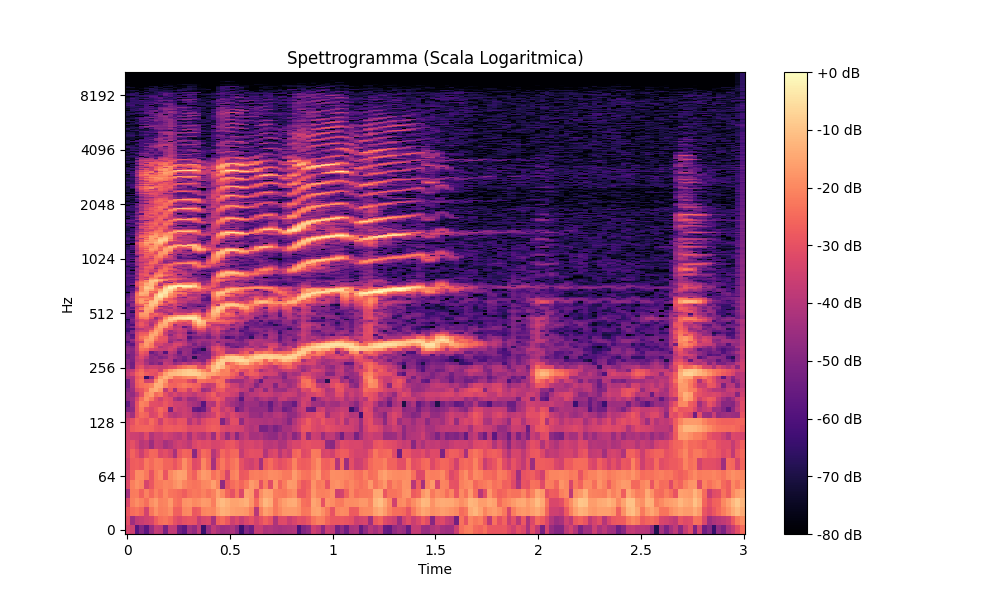 Spettrogramma (Scala Logaritmica)
8192
4096
2048
1024
512
256
128
64
0
Hz
0
0.5
1
1.5
2
2.5
3
Time
+0 dB
-10 dB
-20 dB
-30 dB
-40 dB
-50 dB
-60 dB
-70 dB
-80 dB